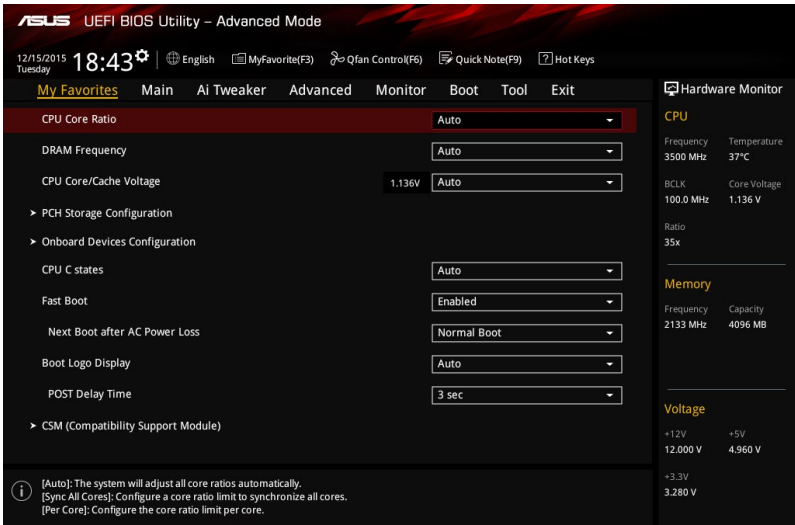 ASUS UEFI BIOS Utility – Advanced Mode
12/15/2015 18:43 English MyFavorite(F3) Qfan Control(F6) Quick Note(F9) ? Hot Keys
Tuesday
My Favorites Main Ai Tweaker Advanced Monitor Boot Tool Exit
CPU Core Ratio Auto
DRAM Frequency Auto
CPU Core/Cache Voltage 1.136V Auto
> PCH Storage Configuration
> Onboard Devices Configuration
CPU C states Auto
Fast Boot Enabled
Next Boot after AC Power Loss Normal Boot
Boot Logo Display Auto
POST Delay Time 3 sec
> CSM (Compatibility Support Module)
[Auto]: The system will adjust all core ratios automatically.
[Sync All Cores]: Configure a core ratio limit to synchronize all cores.
[Per Core]: Configure the core ratio limit per core.
Hardware Monitor
CPU
Frequency Temperature
3500 MHz 37°C
BCLK Core Voltage
100.0 MHz 1.136 V
Ratio
35x
Memory
Frequency Capacity
2133 MHz 4096 MB
Voltage
+12V +5V
12.000 V 4.960 V
+3.3V
3.280 V